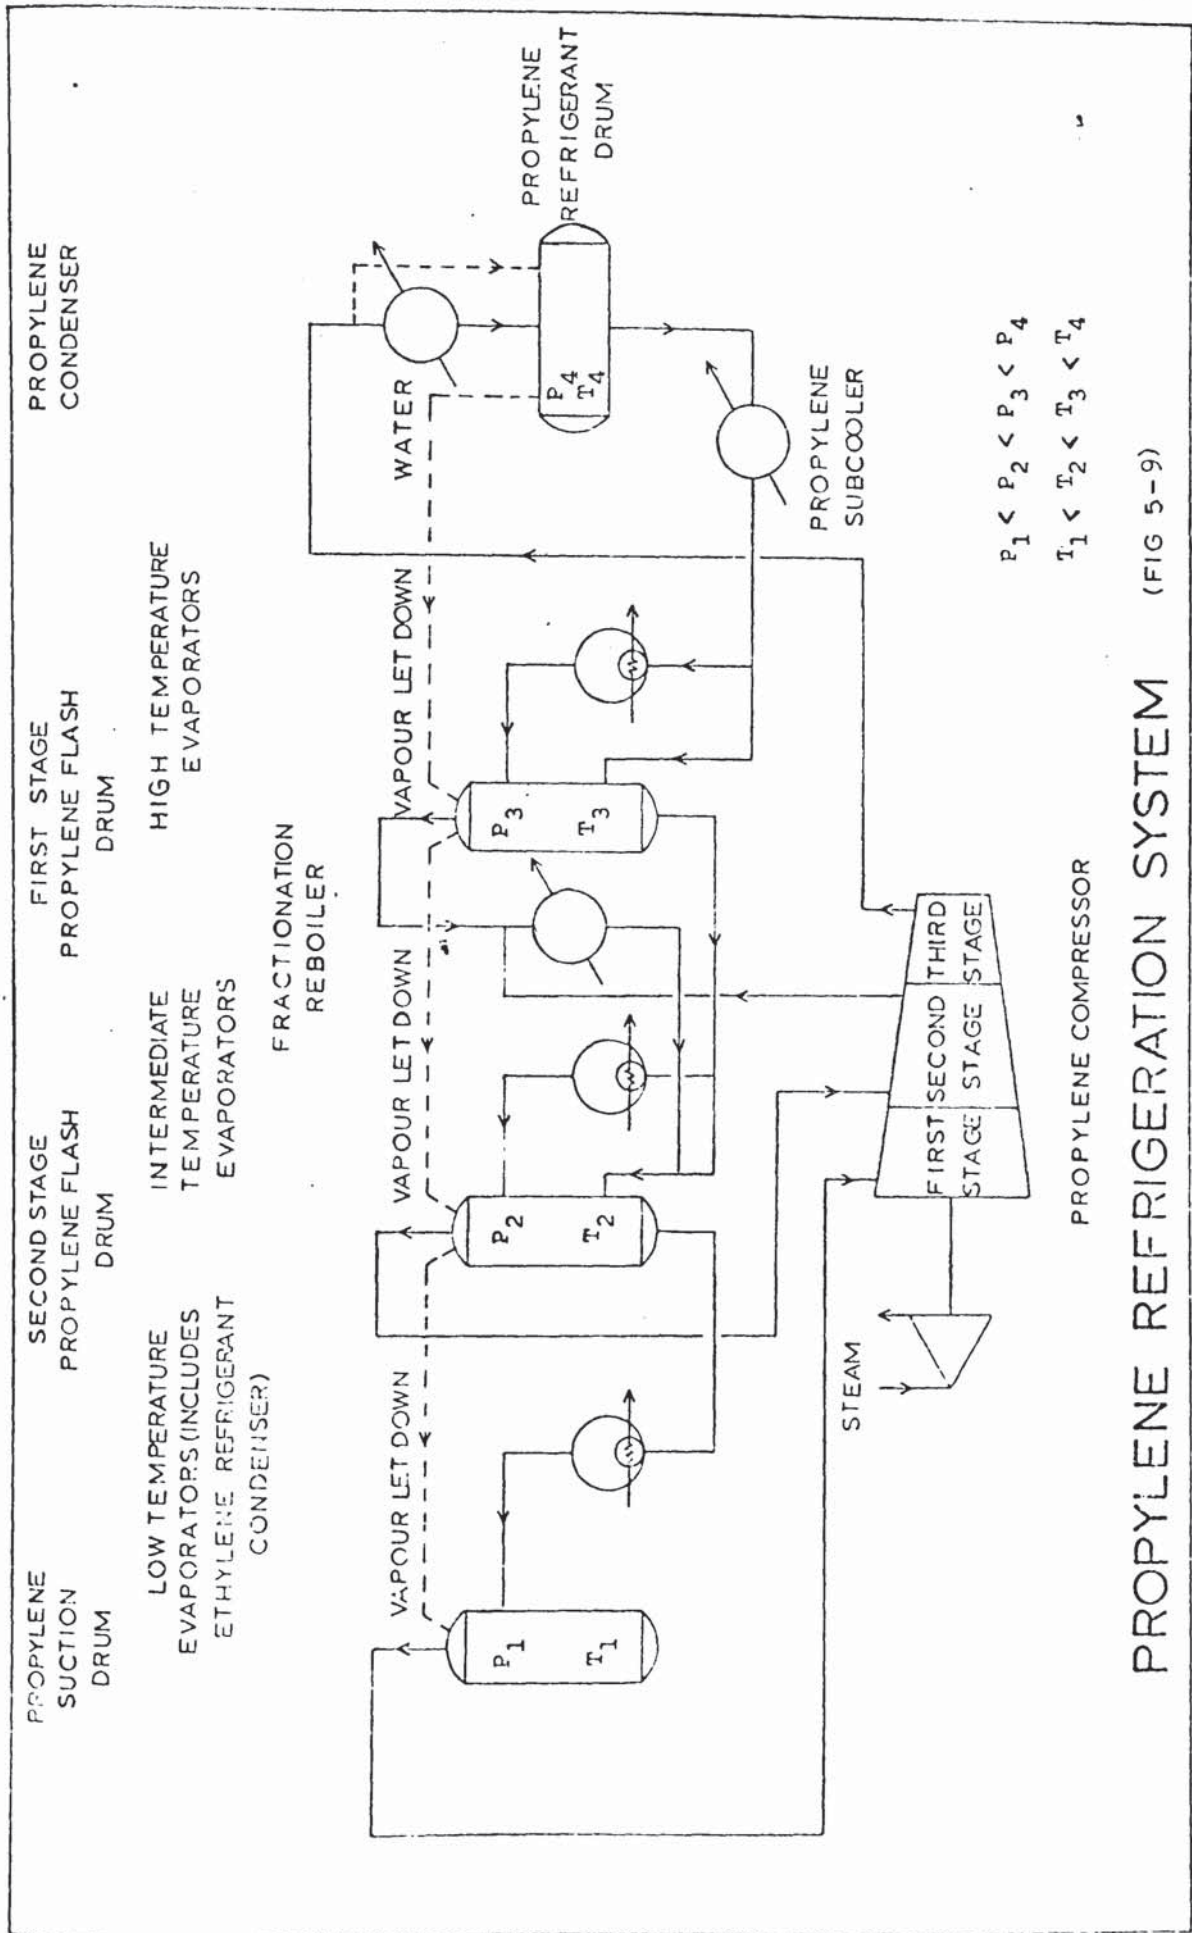 PROPYLENE
SUCTION
DRUM
SECOND STAGE
PROPYLENE FLASH
DRUM
FIRST STAGE
PROPYLENE FLASH
DRUM
PROPYLENE
CONDENSER
LOW TEMPERATURE
EVAPORATORS (INCLUDES
ETHYLENE REFRIGERANT
CONDENSER)
INTERMEDIATE
TEMPERATURE
EVAPORATORS
HIGH TEMPERATURE
EVAPORATORS
FRACTIONATION
REBOILER
VAPOUR LET DOWN
VAPOUR LET DOWN
VAPOUR LET DOWN
WATER
PROPYLENE
REFRIGERANT
DRUM
P1
T1
P2
T2
P3
T3
P4
T4
PROPYLENE
SUBCOOLER
STEAM
FIRST STAGE
SECOND STAGE
THIRD STAGE
PROPYLENE COMPRESSOR
P1 < P2 < P3 < P4
T1 < T2 < T3 < T4
PROPYLENE REFRIGERATION SYSTEM (FIG 5-9)